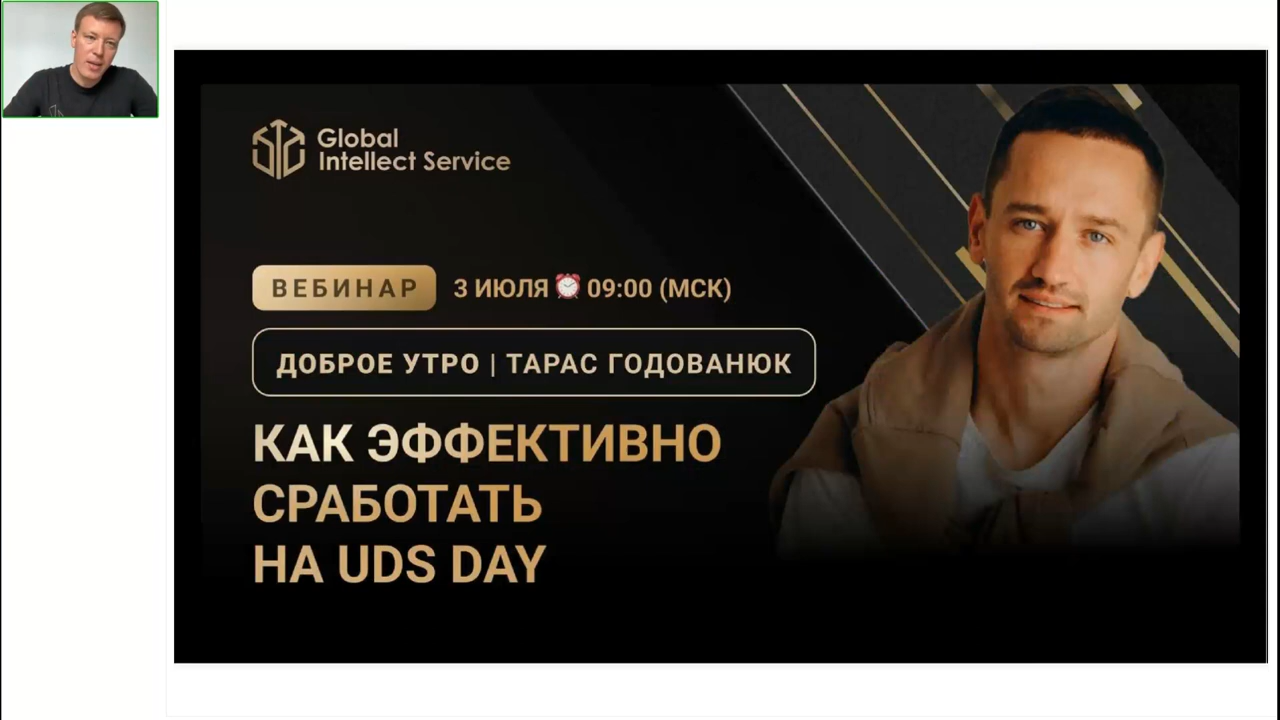 Global
Intellect Service
ВЕБИНАР
3 ИЮЛЯ ⏰ 09:00 (МСК)
ДОБРОЕ УТРО | ТАРАС ГОДОВАНЮК
КАК ЭФФЕКТИВНО
СРАБОТАТЬ
НА UDS DAY